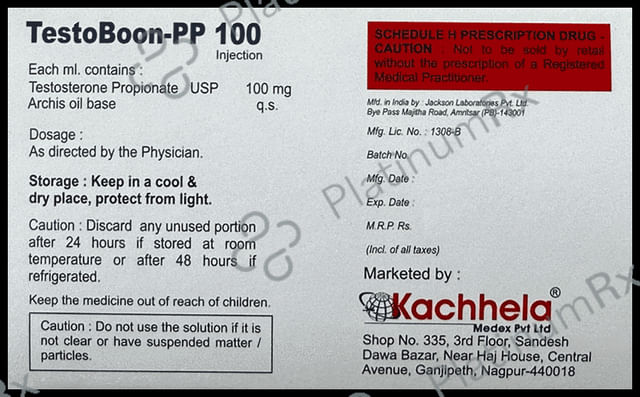 TestoBoon-PP 100
Injection
Each ml. contains :
Testosterone Propionate USP 100 mg
Archis oil base q.s.
Dosage :
As directed by the Physician.
Storage : Keep in a cool &
dry place, protect from light.
Caution : Discard any unused portion
after 24 hours if stored at room
temperature or after 48 hours if
refrigerated.
Keep the medicine out of reach of children.
Caution : Do not use the solution if it is
not clear or have suspended matter /
particles.
SCHEDULE H PRESCRIPTION DRUG -
CAUTION : Not to be sold by retail
without the prescription of a Registered
Medical Practitioner.
Mfd. in India by : Jackson Laboratories Pvt. Ltd.
Bye Pass Majitha Road, Amritsar (PB)-143001
Mfg. Lic. No. : 1308-B
Batch No.
Mfg. Date :
Exp. Date :
M.R.P. Rs.
(Incl. of all taxes)
Marketed by :
Kachhela®
Medex Pvt Ltd
Shop No. 335, 3rd Floor, Sandesh
Dawa Bazar, Near Haj House, Central
Avenue, Ganjipeth, Nagpur-440018
PlatinumRx
PlatinumRx
PlatinumRx
Rx